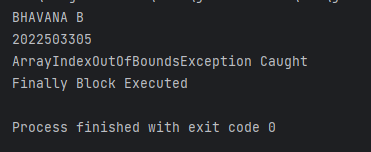 BHAVANA B
2022503305
ArrayIndexOutOfBoundsException Caught
Finally Block Executed
Process finished with exit code 0